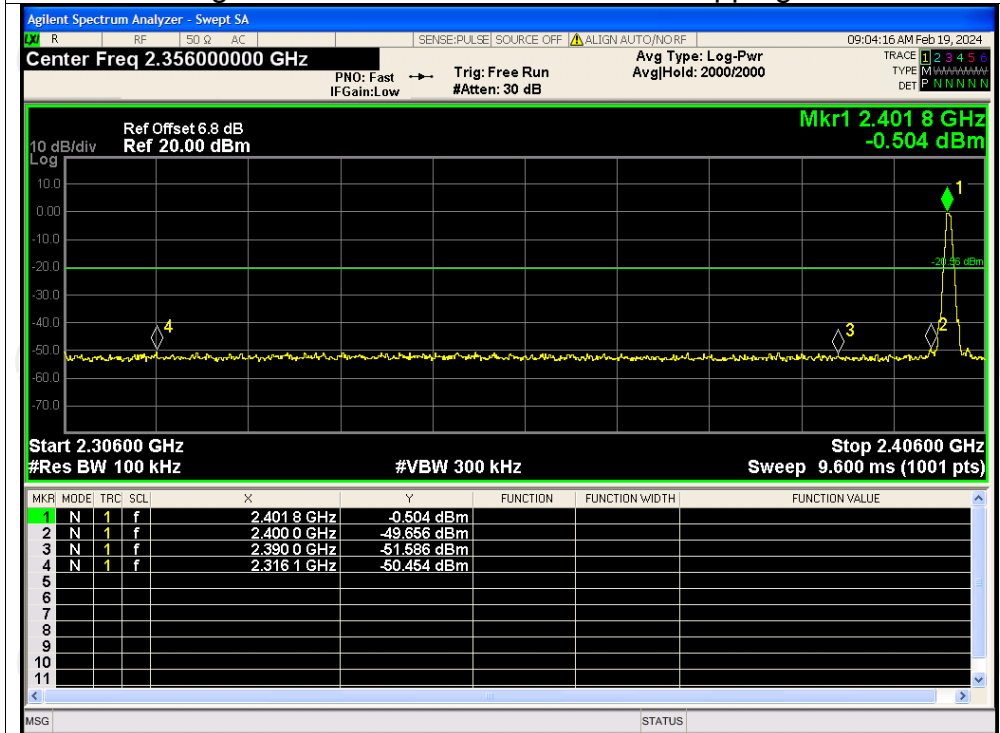 Agilent Spectrum Analyzer - Swept SA
LXI R RF 50 Ω AC SENSE:PULSE SOURCE OFF ALIGN AUTO/NO RF 09:04:16 AM Feb 19, 2024
Center Freq 2.356000000 GHz
PNO: Fast
IFGain:Low
Trig: Free Run
#Atten: 30 dB
Avg Type: Log-Pwr
Avg|Hold: 2000/2000
TRACE 1 2 3 4 5 6
TYPE M
DET P N N N N N
Mkr1 2.401 8 GHz
-0.504 dBm
Ref Offset 6.8 dB
10 dB/div Ref 20.00 dBm
Log
10.0
0.00
-10.0
-20.0
-30.0
-40.0
-50.0
-60.0
-70.0
1
2
3
4
Start 2.30600 GHz Stop 2.40600 GHz
#Res BW 100 kHz #VBW 300 kHz Sweep 9.600 ms (1001 pts)
MKR MODE TRC SCL X Y FUNCTION FUNCTION WIDTH FUNCTION VALUE
1 N 1 f 2.401 8 GHz -0.504 dBm
2 N 1 f 2.400 0 GHz -49.656 dBm
3 N 1 f 2.390 0 GHz -51.586 dBm
4 N 1 f 2.316 1 GHz -50.454 dBm
5
6
7
8
9
10
11
MSG STATUS